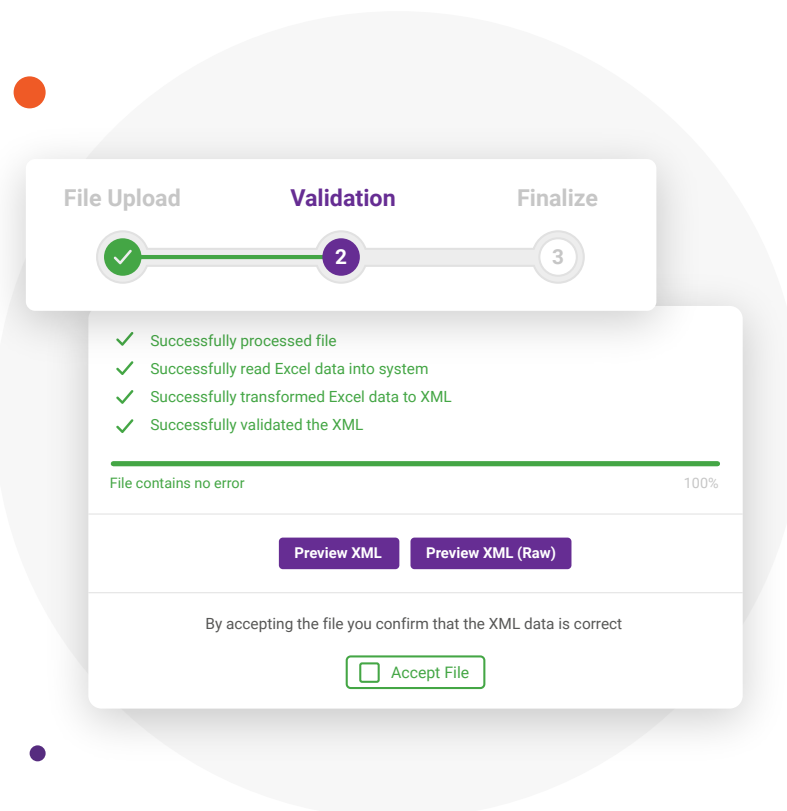 File Upload
Validation
Finalize
2
3
Successfully processed file
Successfully read Excel data into system
Successfully transformed Excel data to XML
Successfully validated the XML
File contains no error
100%
Preview XML
Preview XML (Raw)
By accepting the file you confirm that the XML data is correct
Accept File